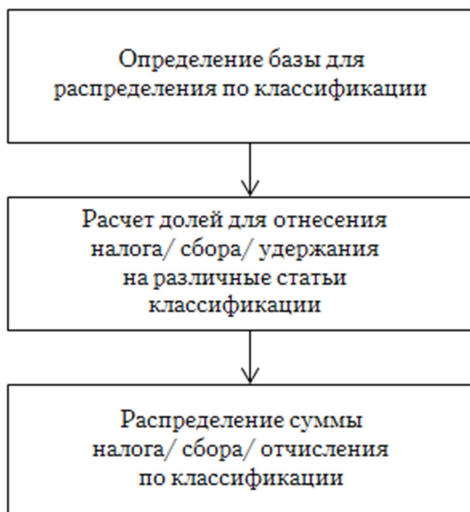 Определение базы для
распределения по классификации
Расчет долей для отнесения
налога/ сбора/ удержания
на различные статьи
классификации
Распределение суммы
налога/ сбора/ отчисления
по классификации